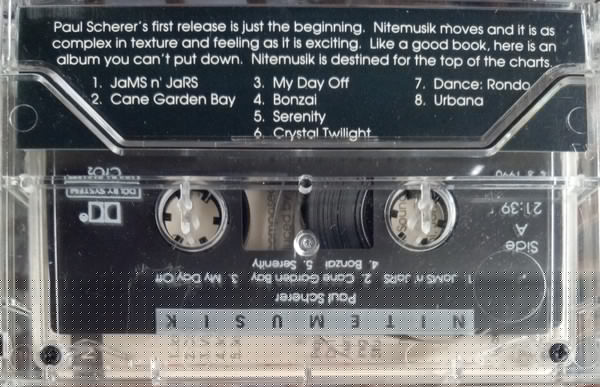 Paul Scherer's first release is just the beginning. Nitemusik moves and it is as
complex in texture and feeling as it is exciting. Like a good book, here is an
album you can't put down. Nitemusik is destined for the top of the charts.
1. JaMS n' JaRS
2. Cane Garden Bay
3. My Day Off
4. Bonzai
5. Serenity
6. Crystal Twilight
7. Dance: Rondo
8. Urbana
NITEMUSIK
Paul Scherer
1. JaMS n' JaRS 2. Cane Garden Bay 3. My Day Off
4. Bonzai 5. Serenity
Side
A
21:39
1990
DOLBY SYSTEM
CrO2